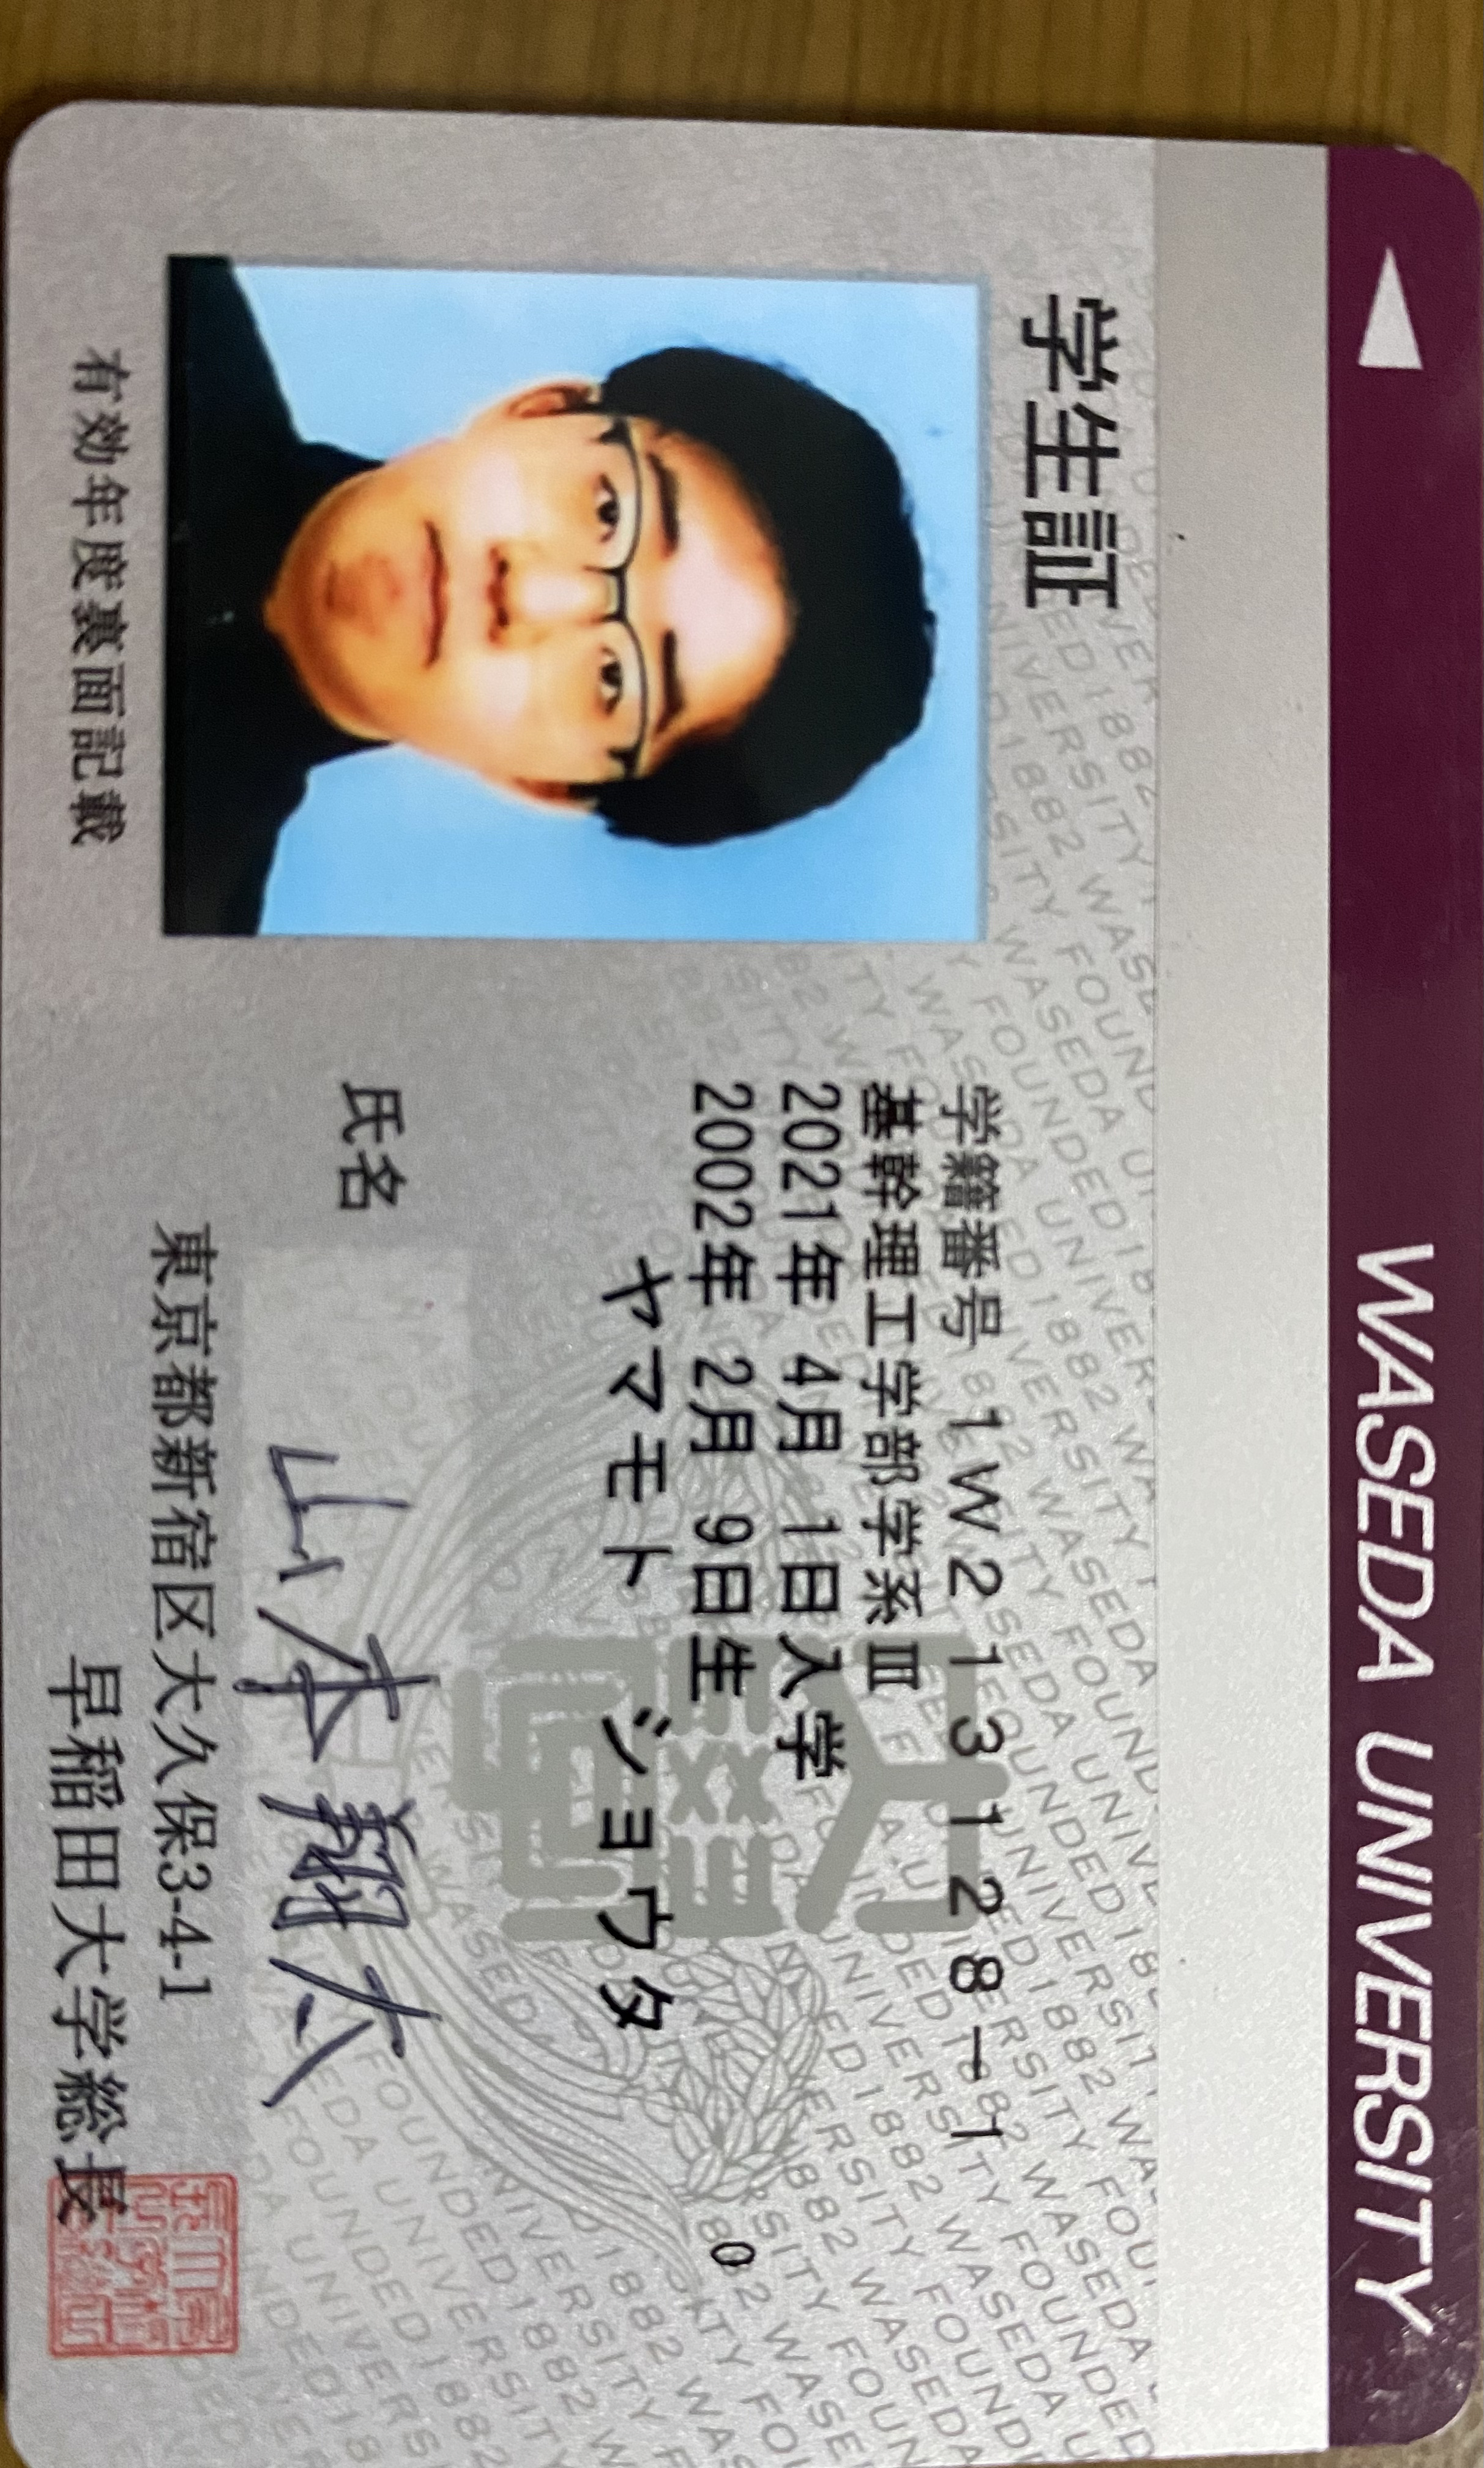 WASEDA UNIVERSITY
学生証
学籍番号 1W213128-1
基幹理工学部学系Ⅲ
2021年 4月 1日入学
2002年 2月 9日生
0
ヤマモト ジョウタ
氏名 山本 翔太
東京都新宿区大久保3-4-1
早稲田大学総長
有効年度裏面記載